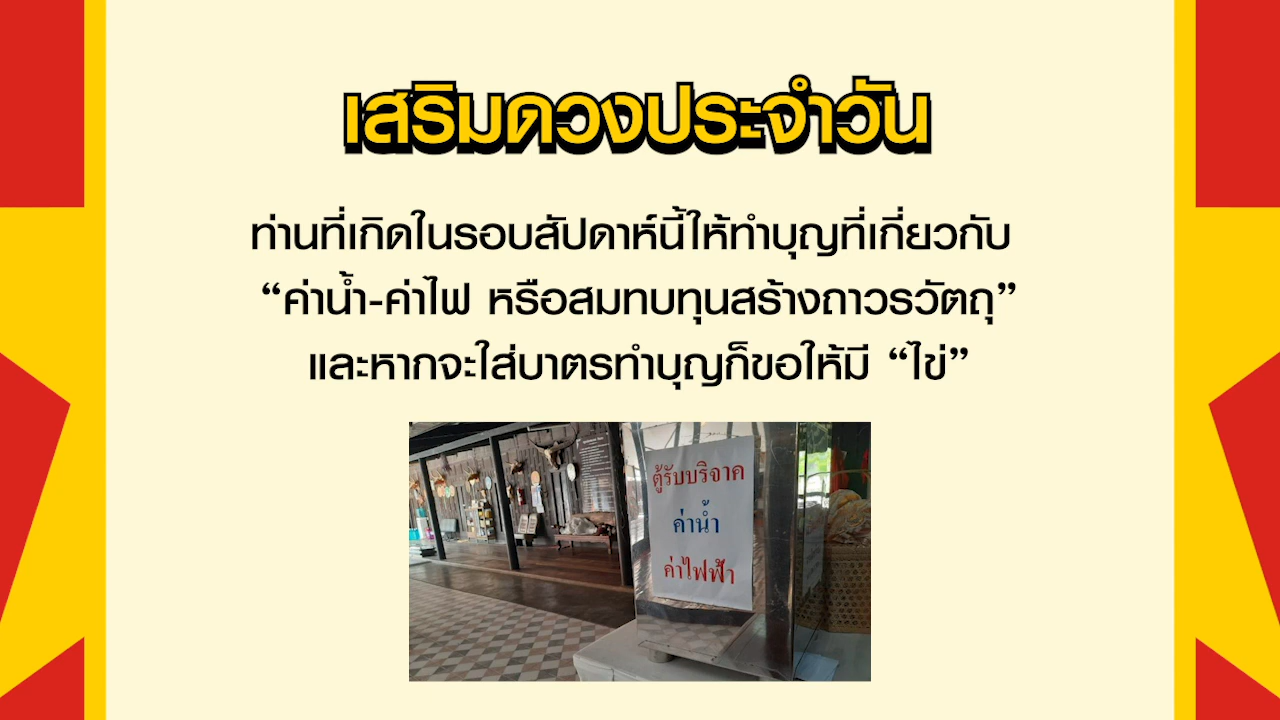 เสริมดวงประจำวัน
ท่านที่เกิดในรอบสัปดาห์นี้ให้ทำบุญที่เกี่ยวกับ
“ค่าน้ำ-ค่าไฟ หรือสมทบทุนสร้างถาวรวัตถุ”
และหากจะใส่บาตรทำบุญก็ขอให้มี “ไข่”
ตู้รับบริจาค
ค่าน้ำ
ค่าไฟฟ้า